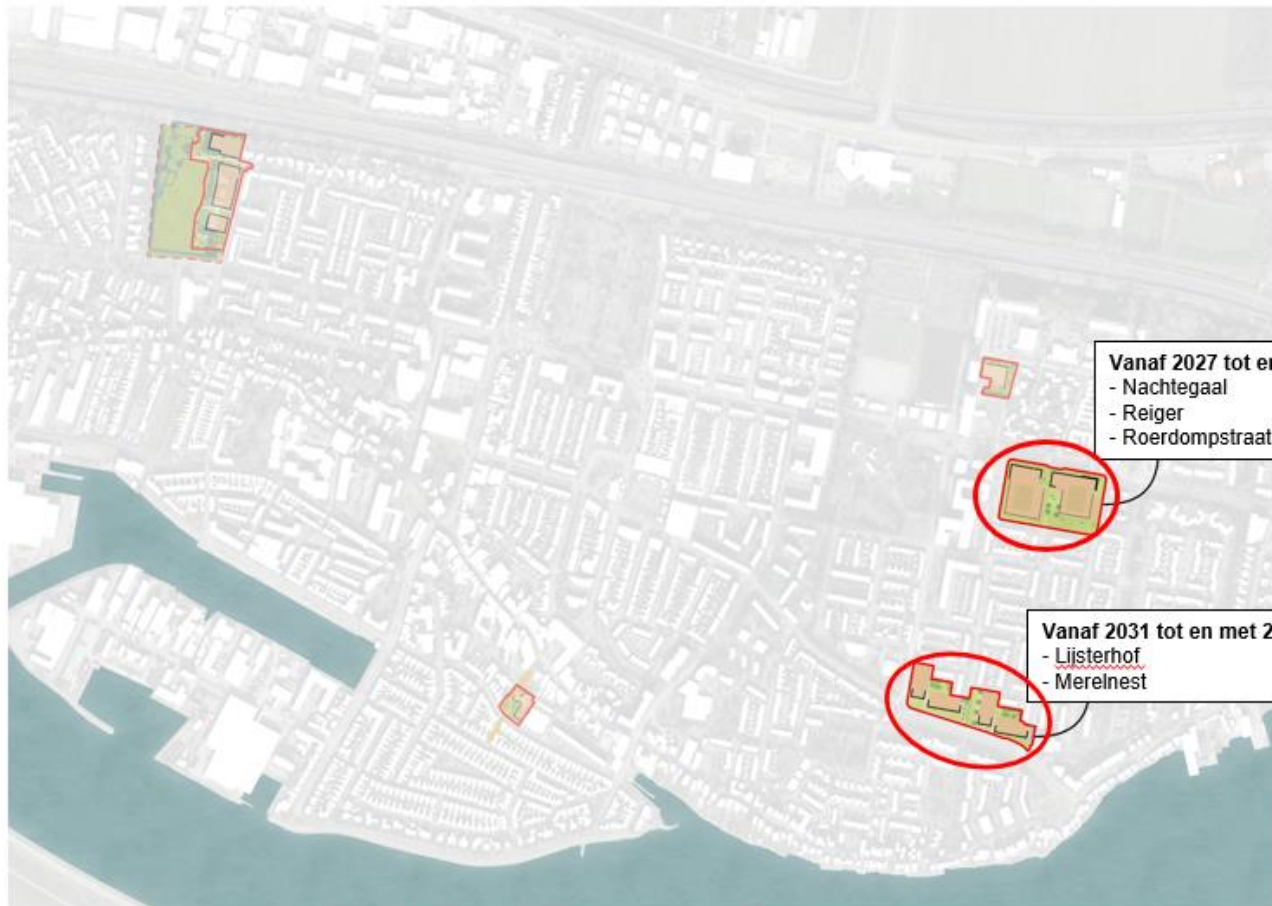 Vanaf 2027 tot en
- Nachtegaal
- Reiger
- Roerdompstraat
Vanaf 2031 tot en met 2
- Lijsterhof
- Merelnest